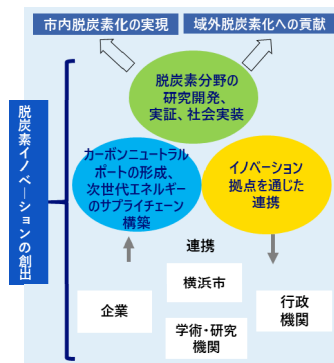 市内脱炭素化の実現
域外脱炭素化への貢献
脱炭素イノベーションの創出
脱炭素分野の
研究開発、
実証、社会実装
カーボンニュートラル
ポートの形成、
次世代エネルギー
のサプライチェーン
構築
イノベーション
拠点を通じた
連携
連携
企業
横浜市
行政
機関
学術・研究
機関